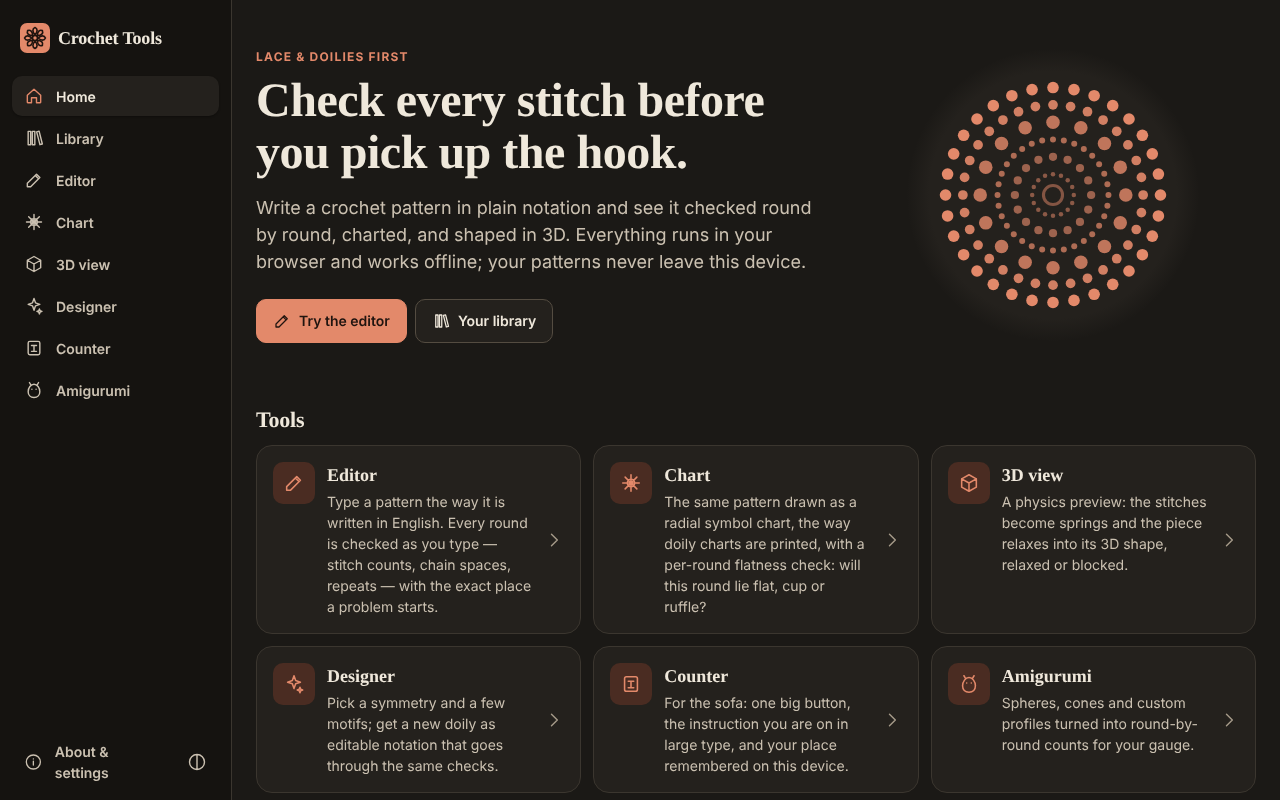 Crochet Tools
Home
Library
Editor
Chart
3D view
Designer
Counter
Amigurumi
About &
settings
LACE & DOILIES FIRST
Check every stitch before
you pick up the hook.
Write a crochet pattern in plain notation and see it checked round
by round, charted, and shaped in 3D. Everything runs in your
browser and works offline; your patterns never leave this device.
Try the editor
Your library
Tools
Editor
Type a pattern the way it is
written in English. Every round
is checked as you type —
stitch counts, chain spaces,
repeats — with the exact place
a problem starts.
Chart
The same pattern drawn as a
radial symbol chart, the way
doily charts are printed, with a
per-round flatness check: will
this round lie flat, cup or
ruffle?
3D view
A physics preview: the stitches
become springs and the piece
relaxes into its 3D shape,
relaxed or blocked.
Designer
Pick a symmetry and a few
motifs; get a new doily as
editable notation that goes
through the same checks.
Counter
For the sofa: one big button,
the instruction you are on in
large type, and your place
remembered on this device.
Amigurumi
Spheres, cones and custom
profiles turned into round-by-
round counts for your gauge.